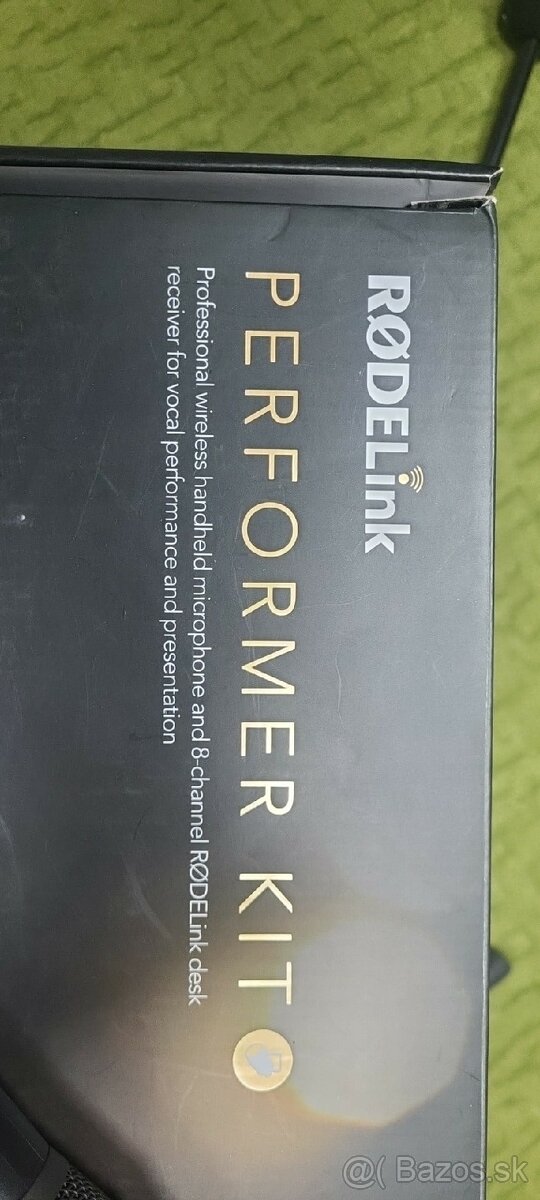 RØDELink
PERFORMER KIT
Professional wireless handheld microphone and 8-channel RØDELink desk
receiver for vocal performance and presentation
@( Bazos.sk